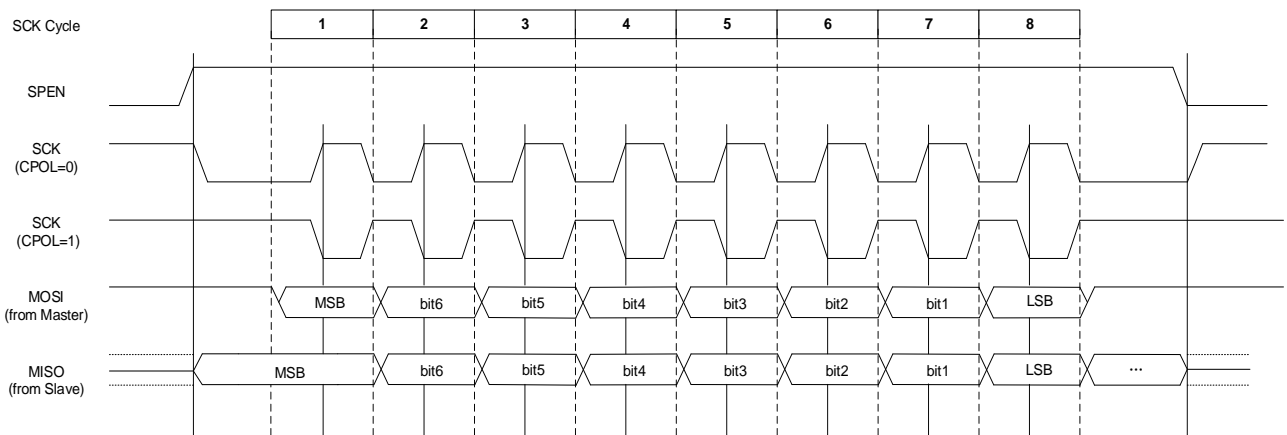 SCK Cycle 1 2 3 4 5 6 7 8
SPEN
SCK
(CPOL=0)
SCK
(CPOL=1)
MOSI
(from Master)
MSB bit6 bit5 bit4 bit3 bit2 bit1 LSB
MISO
(from Slave)
MSB bit6 bit5 bit4 bit3 bit2 bit1 LSB ...